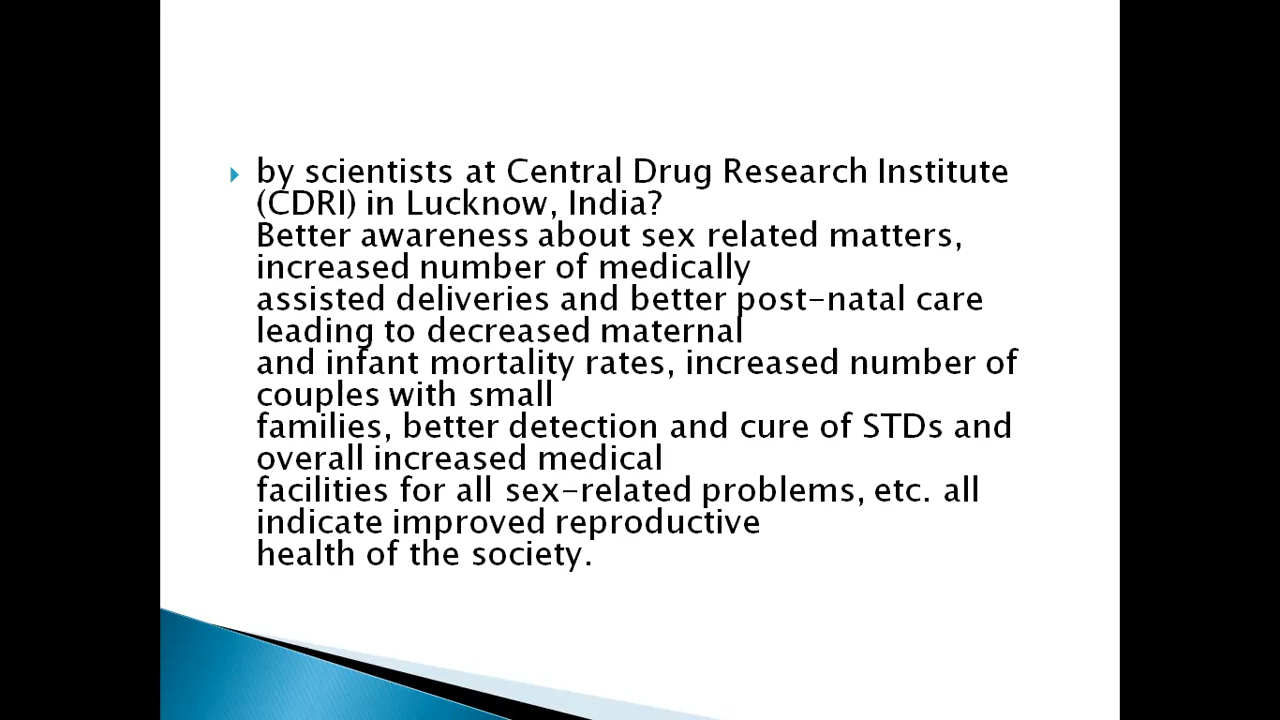 by scientists at Central Drug Research Institute
(CDRI) in Lucknow, India?
Better awareness about sex related matters,
increased number of medically
assisted deliveries and better post-natal care
leading to decreased maternal
and infant mortality rates, increased number of
couples with small
families, better detection and cure of STDs and
overall increased medical
facilities for all sex-related problems, etc. all
indicate improved reproductive
health of the society.